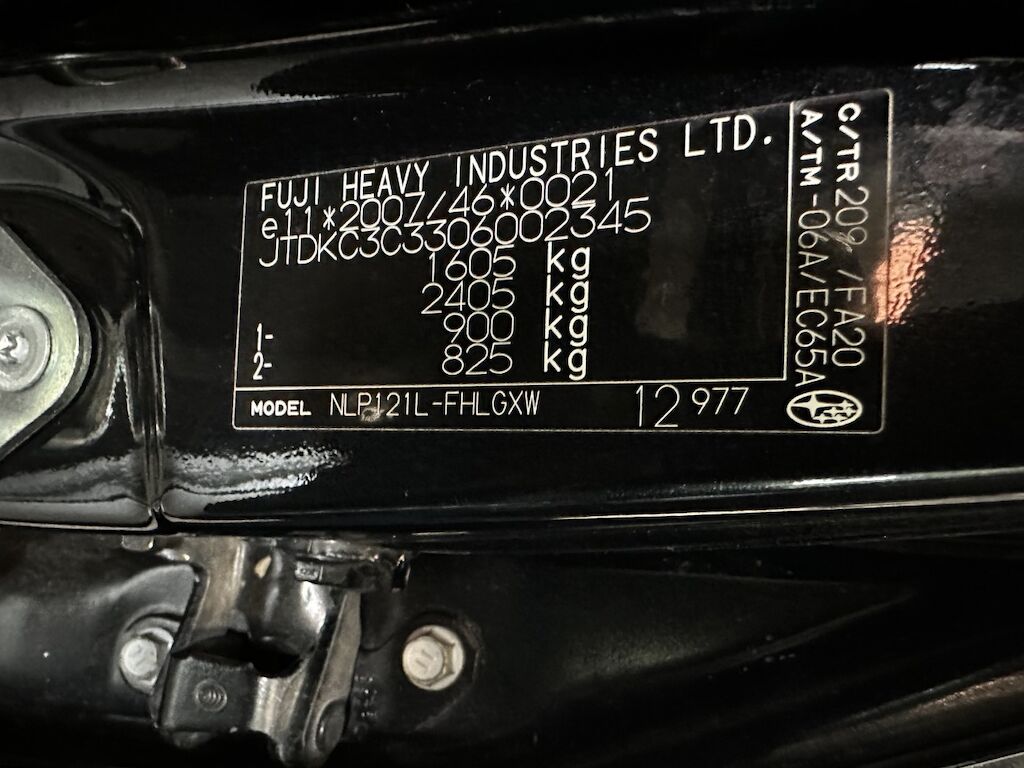 FUJI HEAVY INDUSTRIES LTD.
e11*2007/46*0021
JTDKC3C3306002345
1605 kg
2405 kg
1- 900 kg
2- 825 kg
MODEL NLP121L-FHLGXW 12 977
C/TR 209 /FA20
A/TM-06A/EC65A